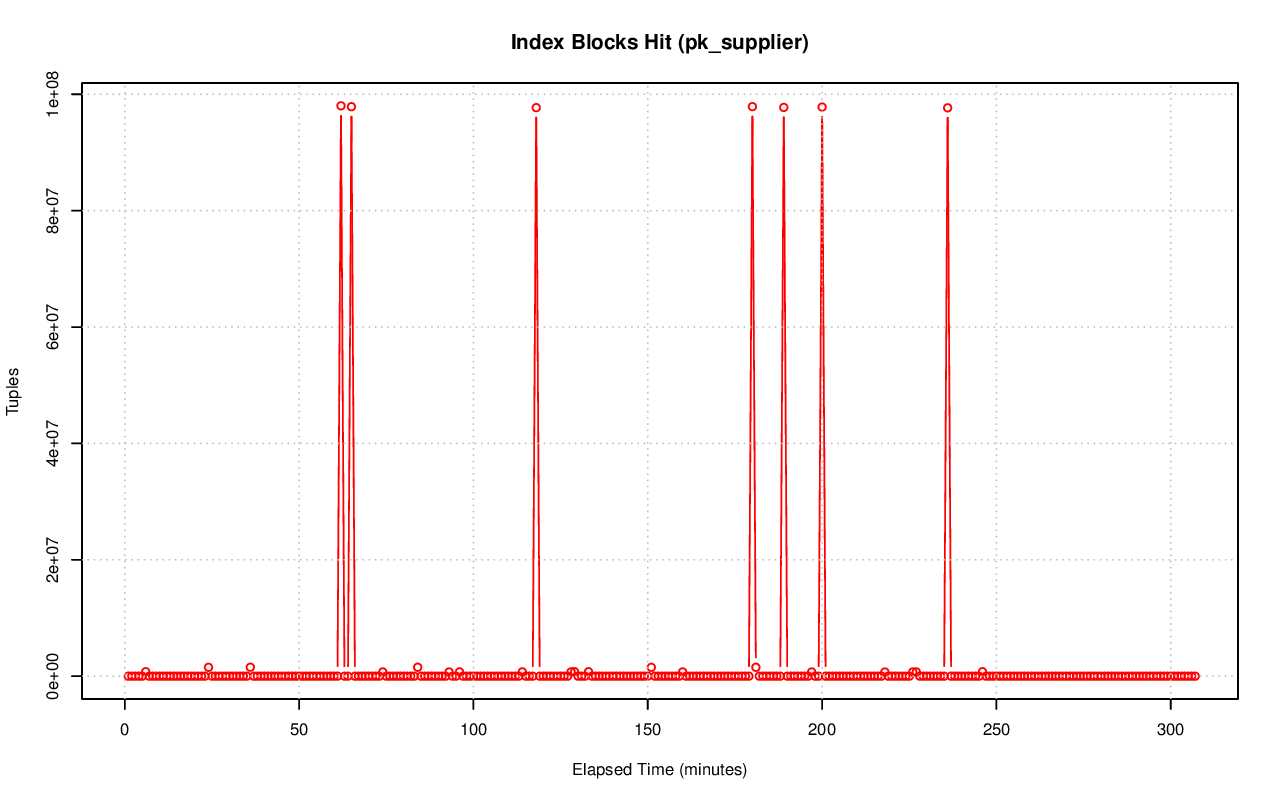 Index Blocks Hit (pk_supplier)
1e+08
8e+07
6e+07
4e+07
2e+07
0e+00
Tuples
0 50 100 150 200 250 300
Elapsed Time (minutes)